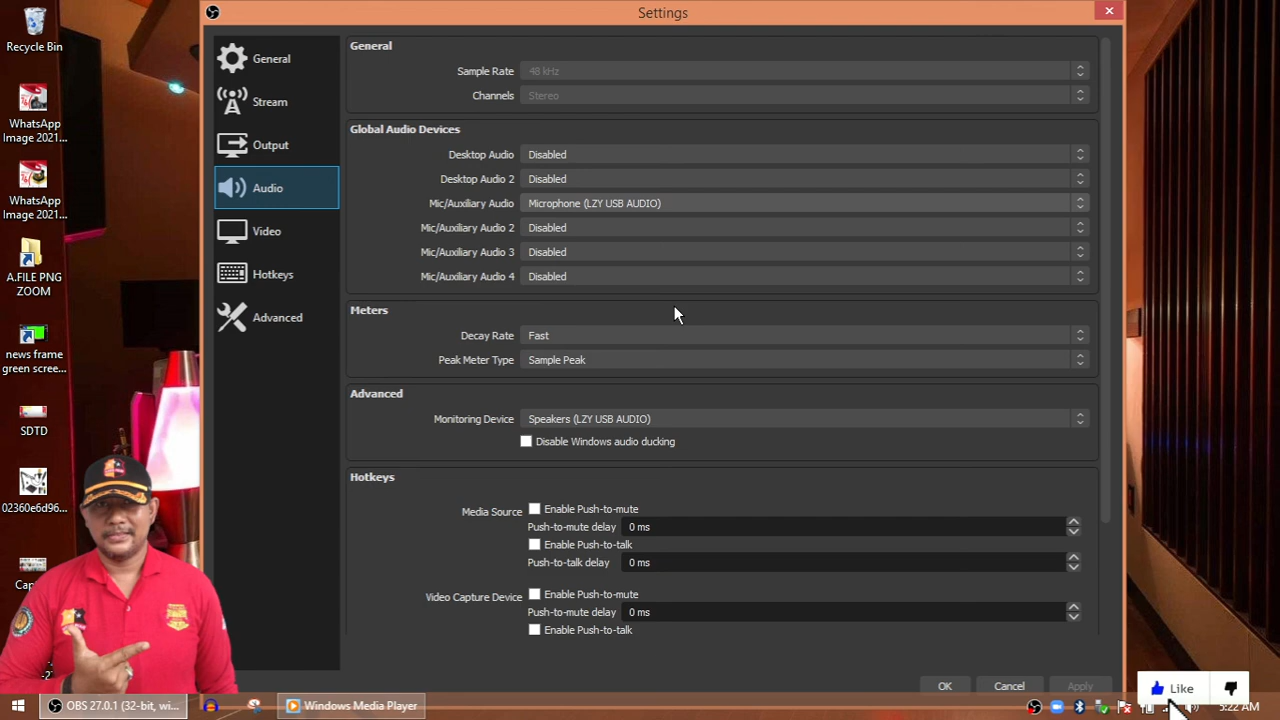 Settings
Recycle Bin
WhatsApp
Image 2021...
WhatsApp
Image 2021...
A.FILE PNG
ZOOM
news frame
green scree...
SDTD
02360e6d96...
General
Stream
Output
Audio
Video
Hotkeys
Advanced
General
Sample Rate 48 kHz
Channels Stereo
Global Audio Devices
Desktop Audio Disabled
Desktop Audio 2 Disabled
Mic/Auxiliary Audio Microphone (LZY USB AUDIO)
Mic/Auxiliary Audio 2 Disabled
Mic/Auxiliary Audio 3 Disabled
Mic/Auxiliary Audio 4 Disabled
Meters
Decay Rate Fast
Peak Meter Type Sample Peak
Advanced
Monitoring Device Speakers (LZY USB AUDIO)
Disable Windows audio ducking
Hotkeys
Media Source Enable Push-to-mute
Push-to-mute delay 0 ms
Enable Push-to-talk
Push-to-talk delay 0 ms
Video Capture Device Enable Push-to-mute
Push-to-mute delay 0 ms
Enable Push-to-talk
OK Cancel Apply
Like
OBS 27.0.1 (32-bit, wi...
Windows Media Player
5:22 AM